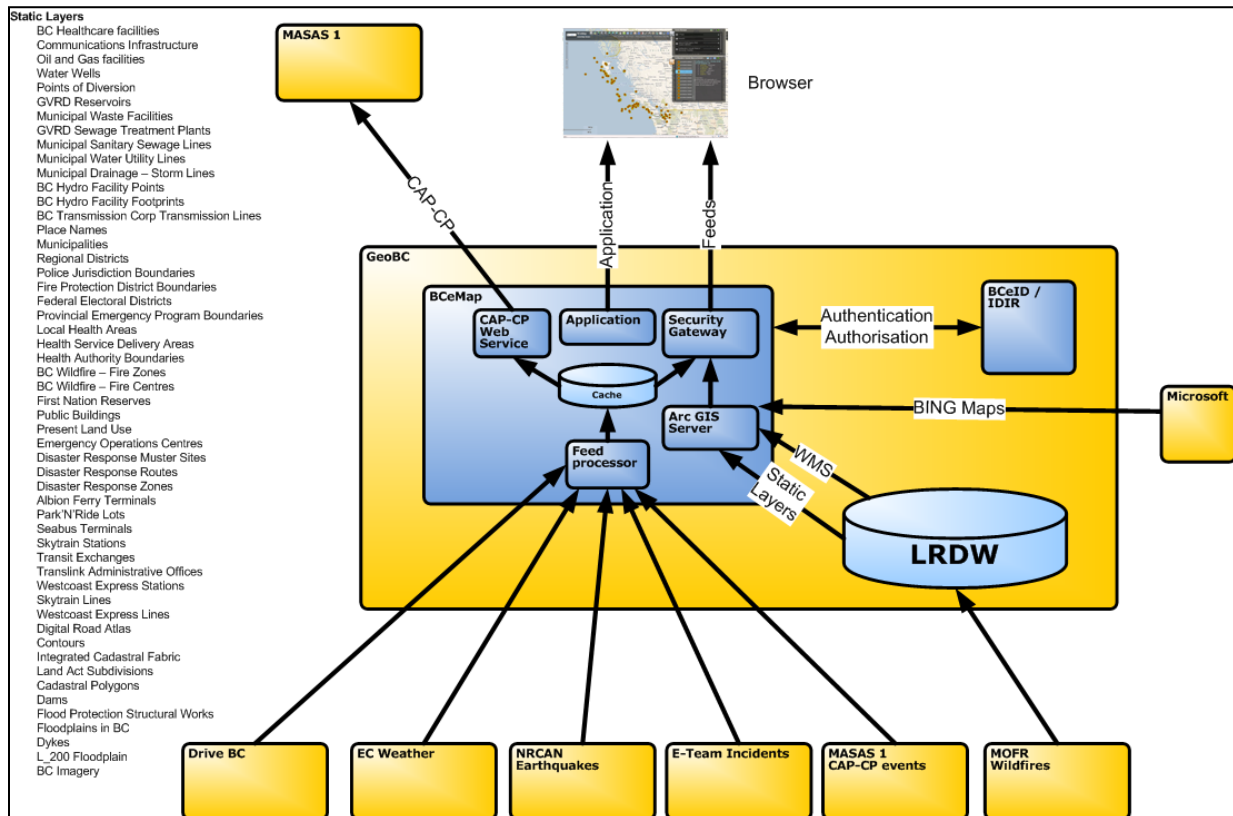 Static Layers
BC Healthcare facilities
Communications Infrastructure
Oil and Gas facilities
Water Wells
Points of Diversion
GVRD Reservoirs
Municipal Waste Facilities
GVRD Sewage Treatment Plants
Municipal Sanitary Sewage Lines
Municipal Water Utility Lines
Municipal Drainage – Storm Lines
BC Hydro Facility Points
BC Hydro Facility Footprints
BC Transmission Corp Transmission Lines
Place Names
Municipalities
Regional Districts
Police Jurisdiction Boundaries
Fire Protection District Boundaries
Federal Electoral Districts
Provincial Emergency Program Boundaries
Local Health Areas
Health Service Delivery Areas
Health Authority Boundaries
BC Wildfire – Fire Zones
BC Wildfire – Fire Centres
First Nation Reserves
Public Buildings
Present Land Use
Emergency Operations Centres
Disaster Response Muster Sites
Disaster Response Routes
Disaster Response Zones
Albion Ferry Terminals
Park'N'Ride Lots
Seabus Terminals
Skytrain Stations
Transit Exchanges
Translink Administrative Offices
Westcoast Express Stations
Skytrain Lines
Westcoast Express Lines
Digital Road Atlas
Contours
Integrated Cadastral Fabric
Land Act Subdivisions
Cadastral Polygons
Dams
Flood Protection Structural Works
Floodplains in BC
Dykes
L_200 Floodplain
BC Imagery
MASAS 1
Browser
CAP-CP
Application
Feeds
GeoBC
BCeMap
CAP-CP
Web
Service
Application
Security
Gateway
Authentication
Authorisation
BCeID /
IDIR
Cache
Arc GIS
Server
BING Maps
Microsoft
Feed
processor
WMS
Static
Layers
LRDW
Drive BC
EC Weather
NRCAN
Earthquakes
E-Team Incidents
MASAS 1
CAP-CP events
MOFR
Wildfires